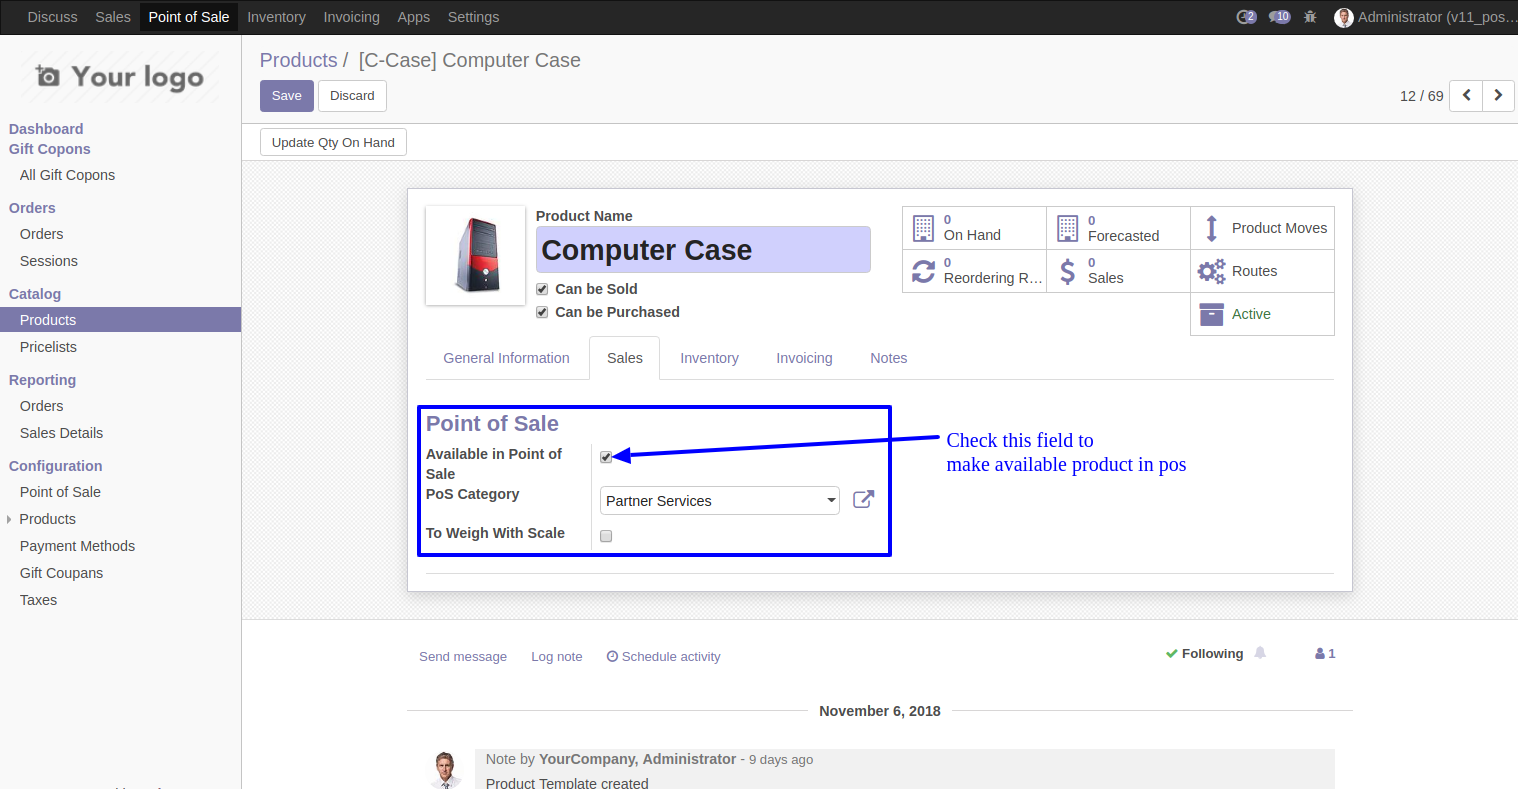 Discuss Sales Point of Sale Inventory Invoicing Apps Settings
2 10 Administrator (v11_pos...
Your logo
Dashboard
Gift Copons
All Gift Copons
Orders
Orders
Sessions
Catalog
Products
Pricelists
Reporting
Orders
Sales Details
Configuration
Point of Sale
Products
Payment Methods
Gift Coupans
Taxes
Products / [C-Case] Computer Case
Save Discard
12 / 69
Update Qty On Hand
Product Name
Computer Case
Can be Sold
Can be Purchased
0
On Hand
0
Forecasted
Product Moves
0
Reordering R...
0
Sales
Routes
Active
General Information Sales Inventory Invoicing Notes
Point of Sale
Available in Point of
Sale
PoS Category
Partner Services
To Weigh With Scale
Check this field to
make available product in pos
Send message Log note Schedule activity
Following 1
November 6, 2018
Note by YourCompany, Administrator - 9 days ago
Product Template created